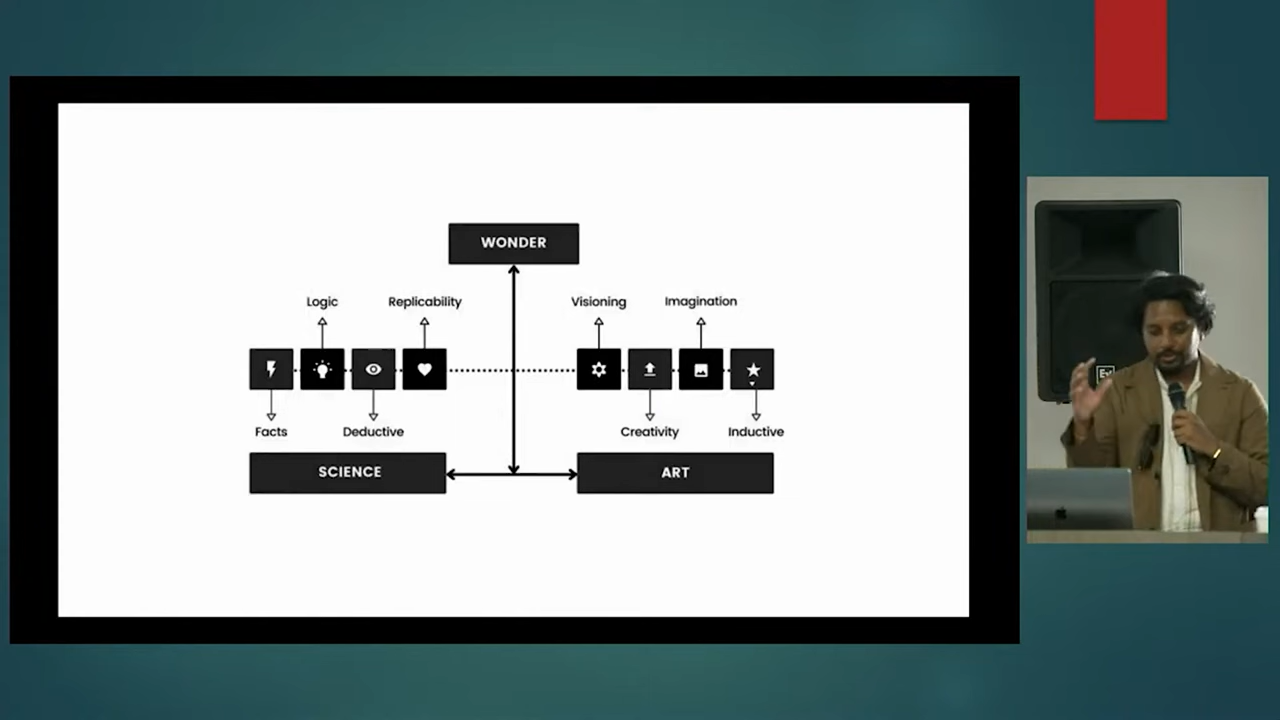 WONDER
Logic
Replicability
Visioning
Imagination
Facts
Deductive
Creativity
Inductive
SCIENCE
ART